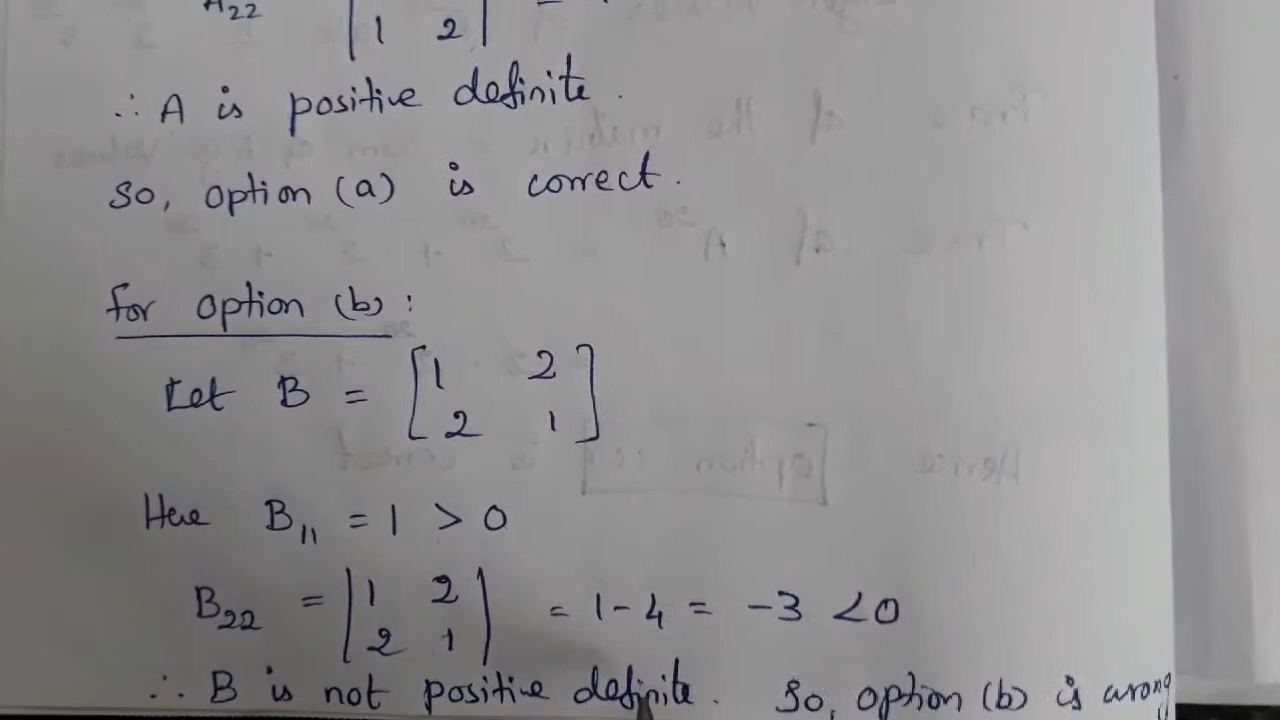 A22 | 1 2 | =
∴ A is positive definite.
So, option (a) is correct.
for option (b) :
Let B = [1 2
2 1]
Here B11 = 1 > 0
B22 = |1 2
2 1| = 1 - 4 = -3 < 0
∴ B is not positive definite. So, option (b) is wrong